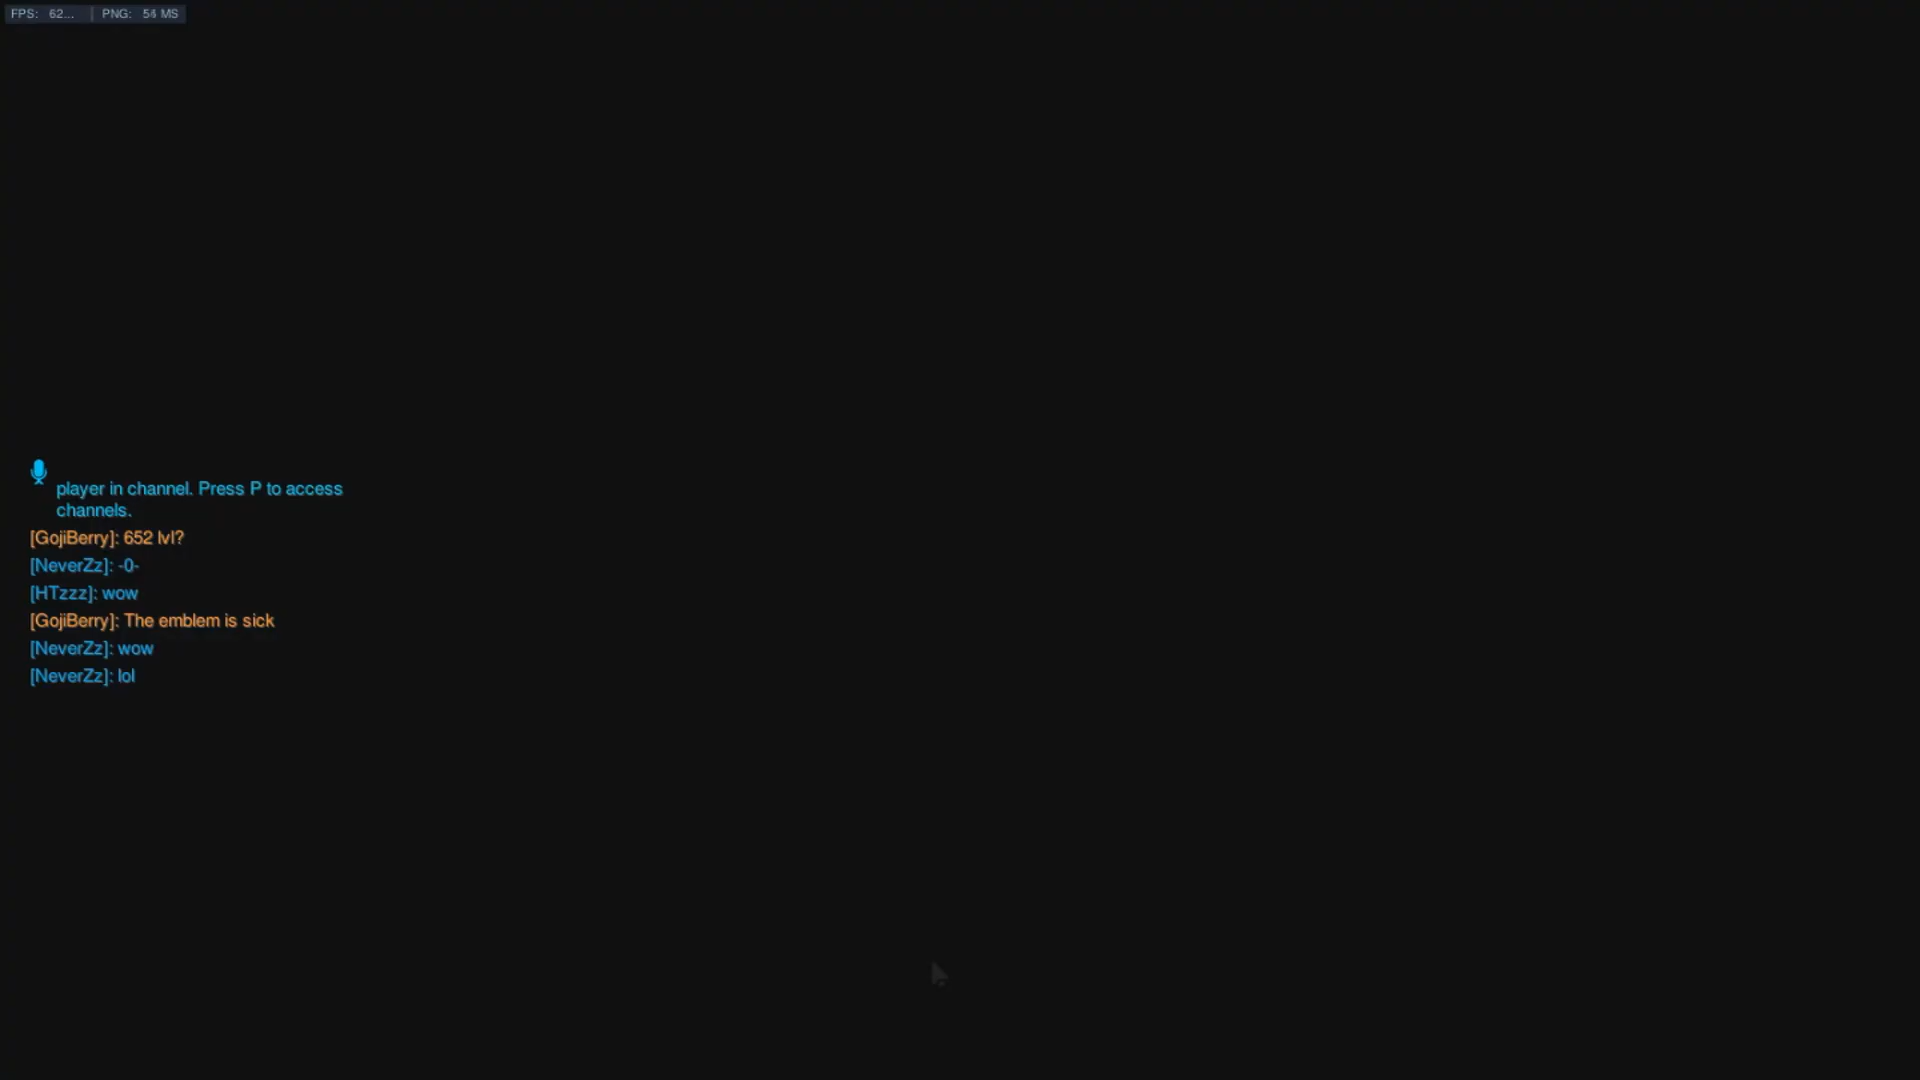 FPS: 62... | PNG: 54 MS
player in channel. Press P to access
channels.
[GojiBerry]: 652 lvl?
[NeverZz]: -0-
[HTzzz]: wow
[GojiBerry]: The emblem is sick
[NeverZz]: wow
[NeverZz]: lol